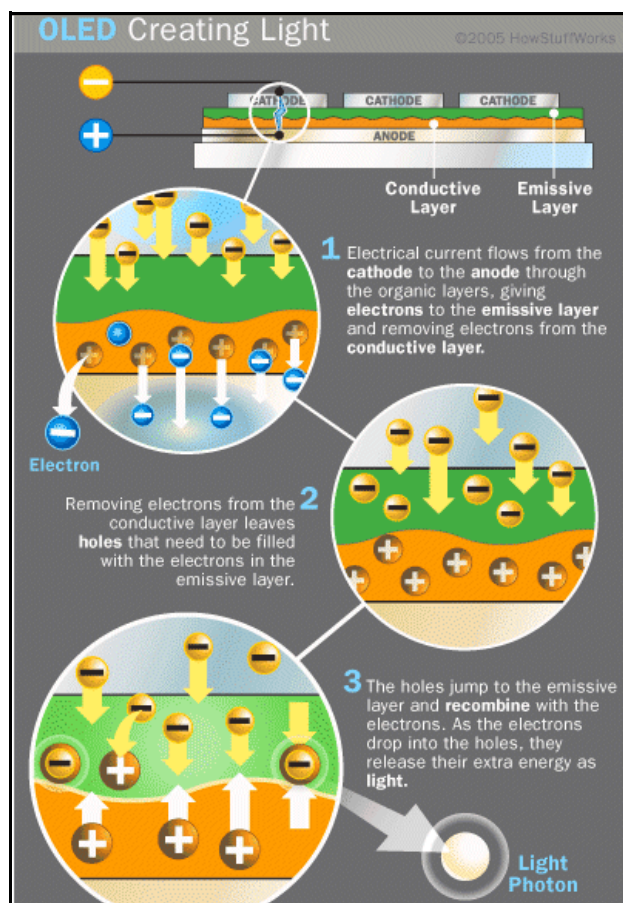 OLED Creating Light
©2005 HowStuffWorks
CATHODE CATHODE CATHODE
ANODE
Conductive
Layer
Emissive
Layer
1 Electrical current flows from the
cathode to the anode through
the organic layers, giving
electrons to the emissive layer
and removing electrons from the
conductive layer.
Electron
Removing electrons from the 2
conductive layer leaves
holes that need to be filled
with the electrons in the
emissive layer.
3 The holes jump to the emissive
layer and recombine with the
electrons. As the electrons
drop into the holes, they
release their extra energy as
light.
Light
Photon